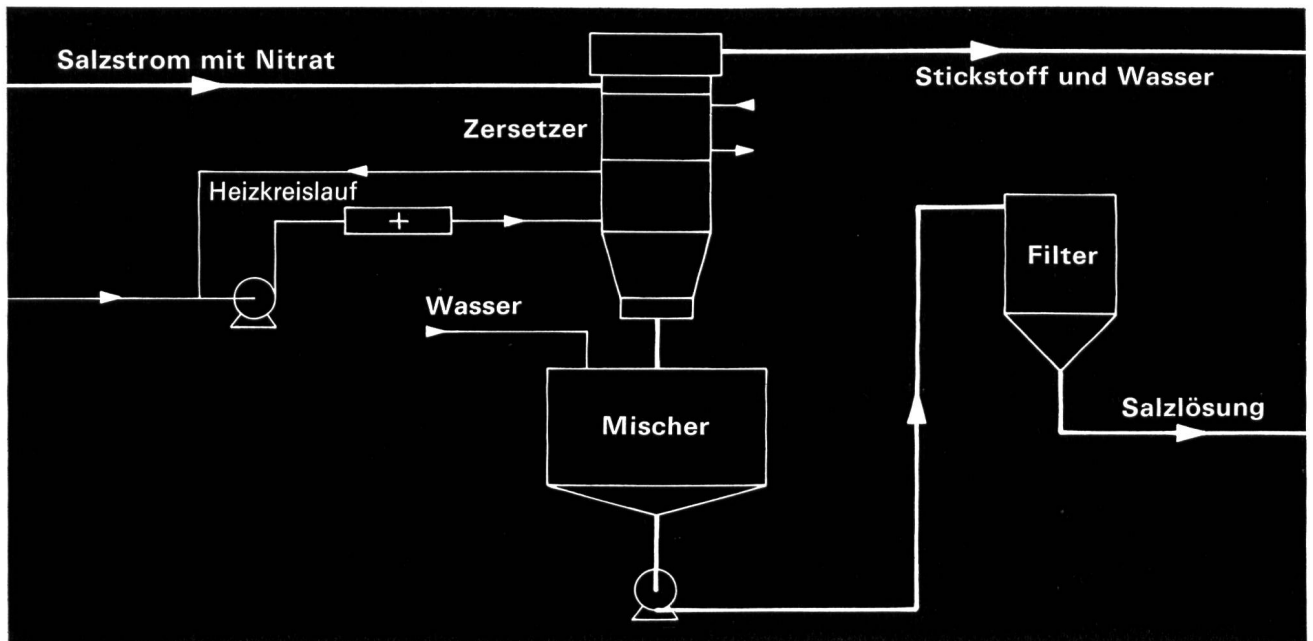 Salzstrom mit Nitrat
Stickstoff und Wasser
Zersetzer
Heizkreislauf
Filter
Wasser
Salzlösung
Mischer